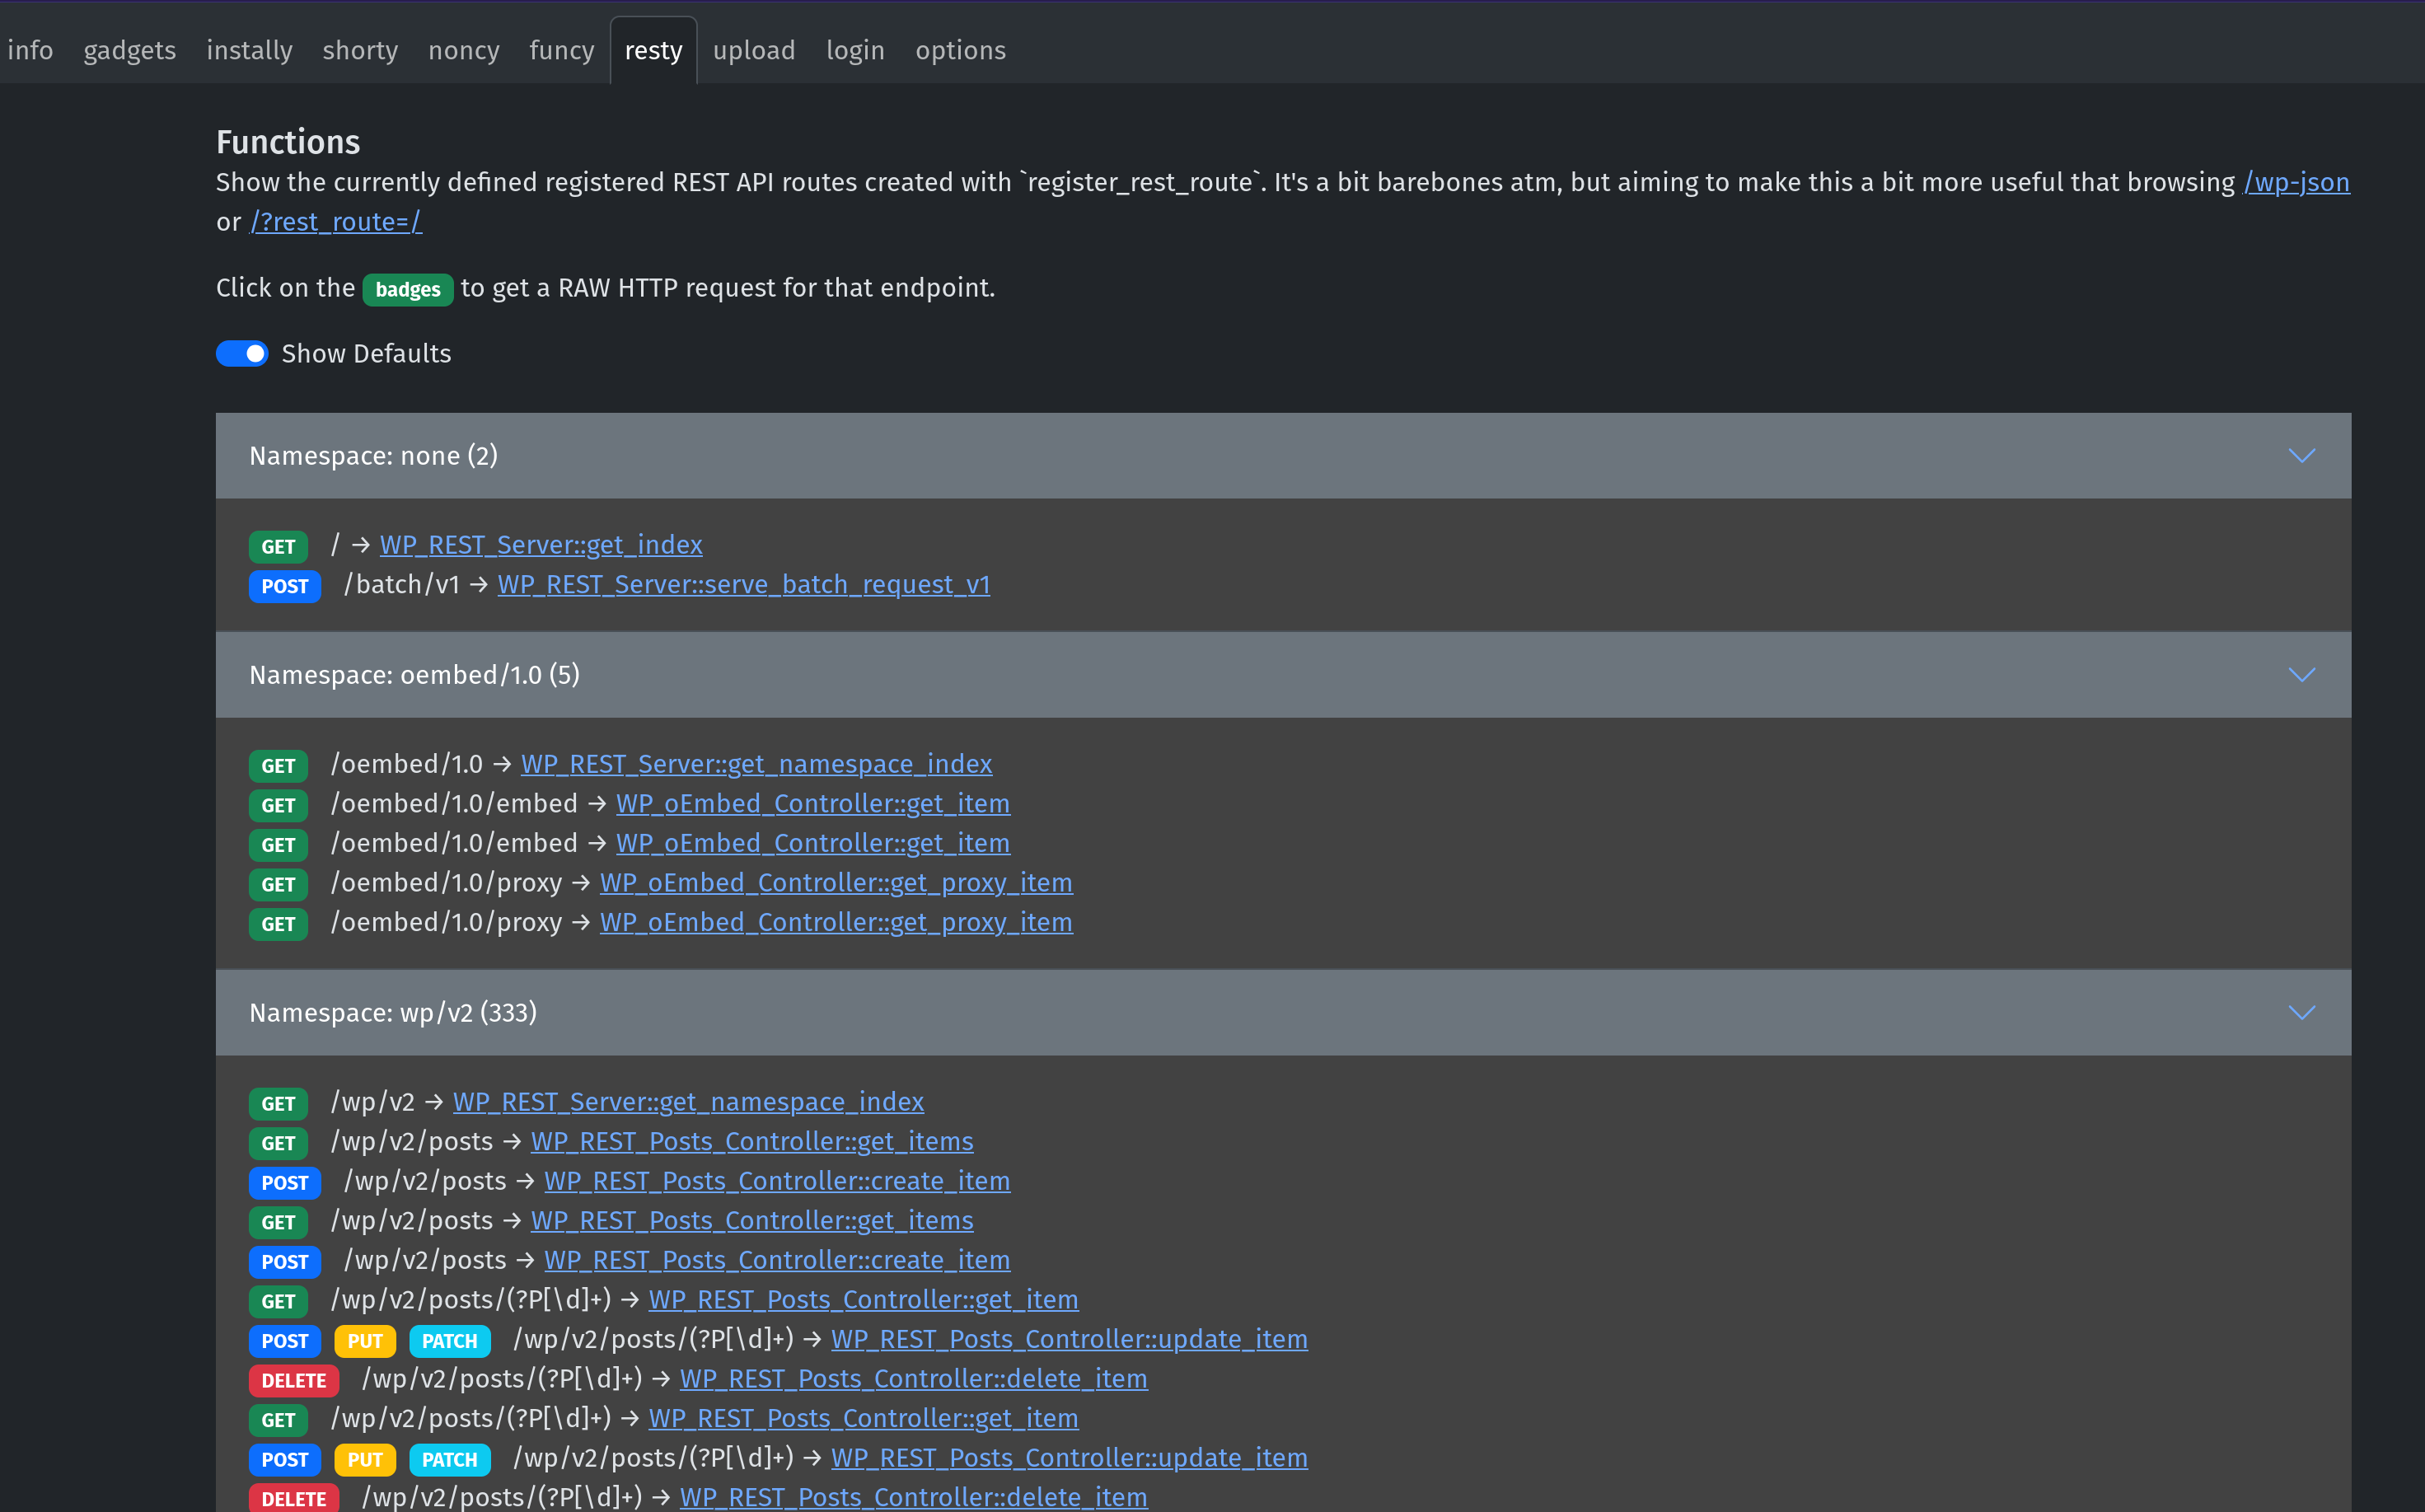 info gadgets instally shorty noncy funcy resty upload login options
Functions
Show the currently defined registered REST API routes created with `register_rest_route`. It's a bit barebones atm, but aiming to make this a bit more useful that browsing /wp-json
or /?rest_route=/
Click on the badges to get a RAW HTTP request for that endpoint.
Show Defaults
Namespace: none (2)
GET / → WP_REST_Server::get_index
POST /batch/v1 → WP_REST_Server::serve_batch_request_v1
Namespace: oembed/1.0 (5)
GET /oembed/1.0 → WP_REST_Server::get_namespace_index
GET /oembed/1.0/embed → WP_oEmbed_Controller::get_item
GET /oembed/1.0/embed → WP_oEmbed_Controller::get_item
GET /oembed/1.0/proxy → WP_oEmbed_Controller::get_proxy_item
GET /oembed/1.0/proxy → WP_oEmbed_Controller::get_proxy_item
Namespace: wp/v2 (333)
GET /wp/v2 → WP_REST_Server::get_namespace_index
GET /wp/v2/posts → WP_REST_Posts_Controller::get_items
POST /wp/v2/posts → WP_REST_Posts_Controller::create_item
GET /wp/v2/posts → WP_REST_Posts_Controller::get_items
POST /wp/v2/posts → WP_REST_Posts_Controller::create_item
GET /wp/v2/posts/(?P[\d]+) → WP_REST_Posts_Controller::get_item
POST PUT PATCH /wp/v2/posts/(?P[\d]+) → WP_REST_Posts_Controller::update_item
DELETE /wp/v2/posts/(?P[\d]+) → WP_REST_Posts_Controller::delete_item
GET /wp/v2/posts/(?P[\d]+) → WP_REST_Posts_Controller::get_item
POST PUT PATCH /wp/v2/posts/(?P[\d]+) → WP_REST_Posts_Controller::update_item
DELETE /wp/v2/posts/(?P[\d]+) → WP_REST_Posts_Controller::delete_item